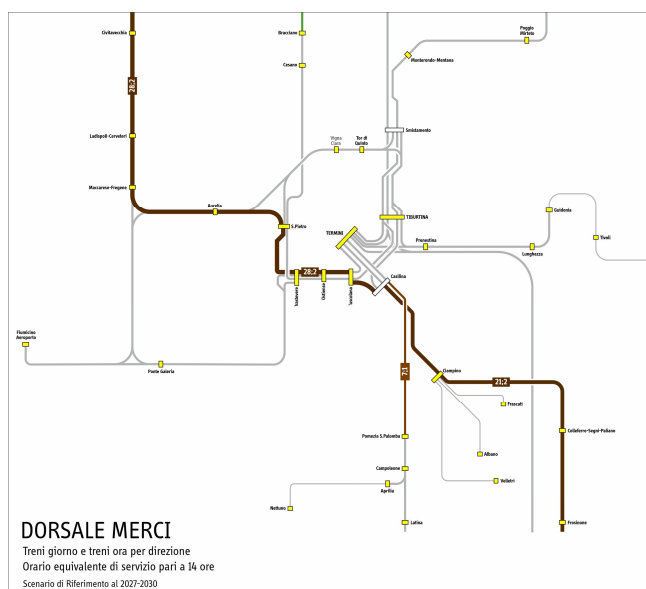 Civitavecchia
Bracciano
Poggio
Mirteto
Monterondo-Mentana
Cesano
28:2
Smistamento
Ladispoli-Cerveteri
Vigna
Clara
Tor di
Quinto
Maccarese-Fregene
Aurelia
S.Pietro
TERMINI
TIBURTINA
Guidonia
Prenestina
Tivoli
Lunghezza
28:2
Casilino
Trastevere
Ostiense
Tuscolana
Fiumicino
Aeroporto
Ponte Galeria
7:1
Ciampino
21:2
Frascati
Colleferro-Segni-Paliano
Pomezia S.Palomba
Albano
Campoleone
Velletri
Aprilia
Nettuno
Latina
Frosinone
DORSALE MERCI
Treni giorno e treni ora per direzione
Orario equivalente di servizio pari a 14 ore
Scenario di Riferimento al 2027-2030